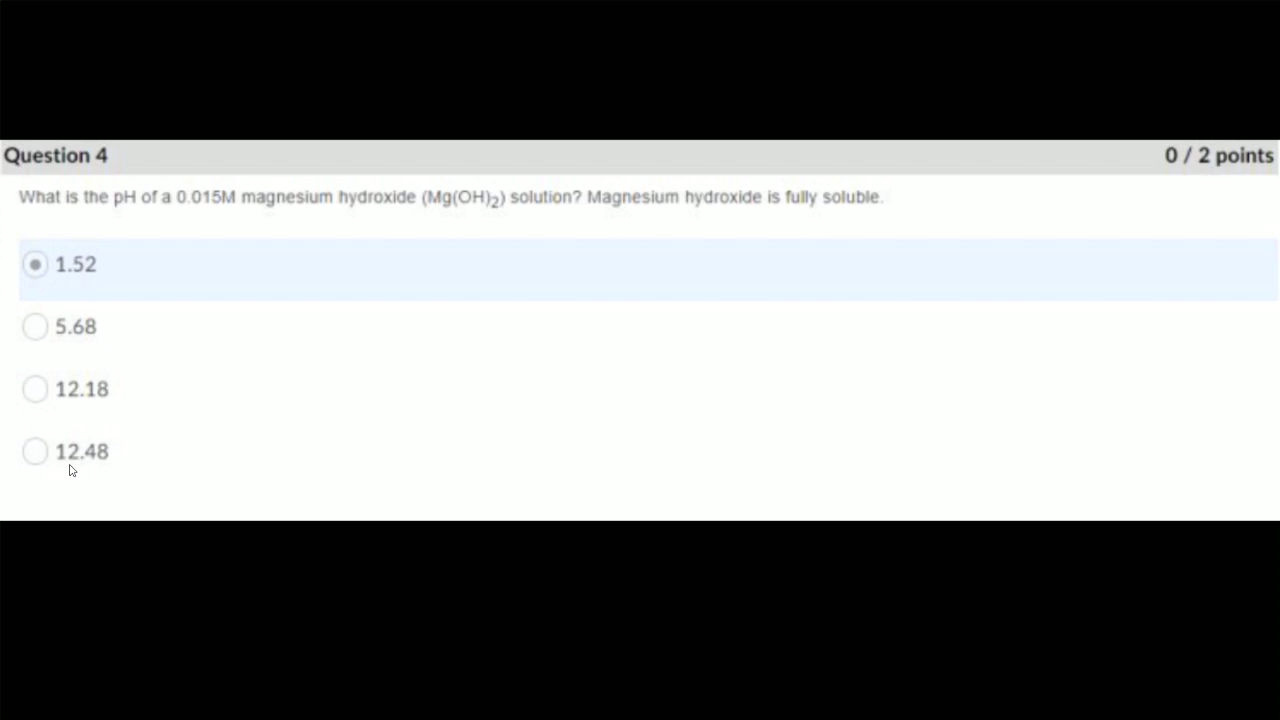 Question 4 0 / 2 points
What is the pH of a 0.015M magnesium hydroxide (Mg(OH)2) solution? Magnesium hydroxide is fully soluble.
1.52
5.68
12.18
12.48